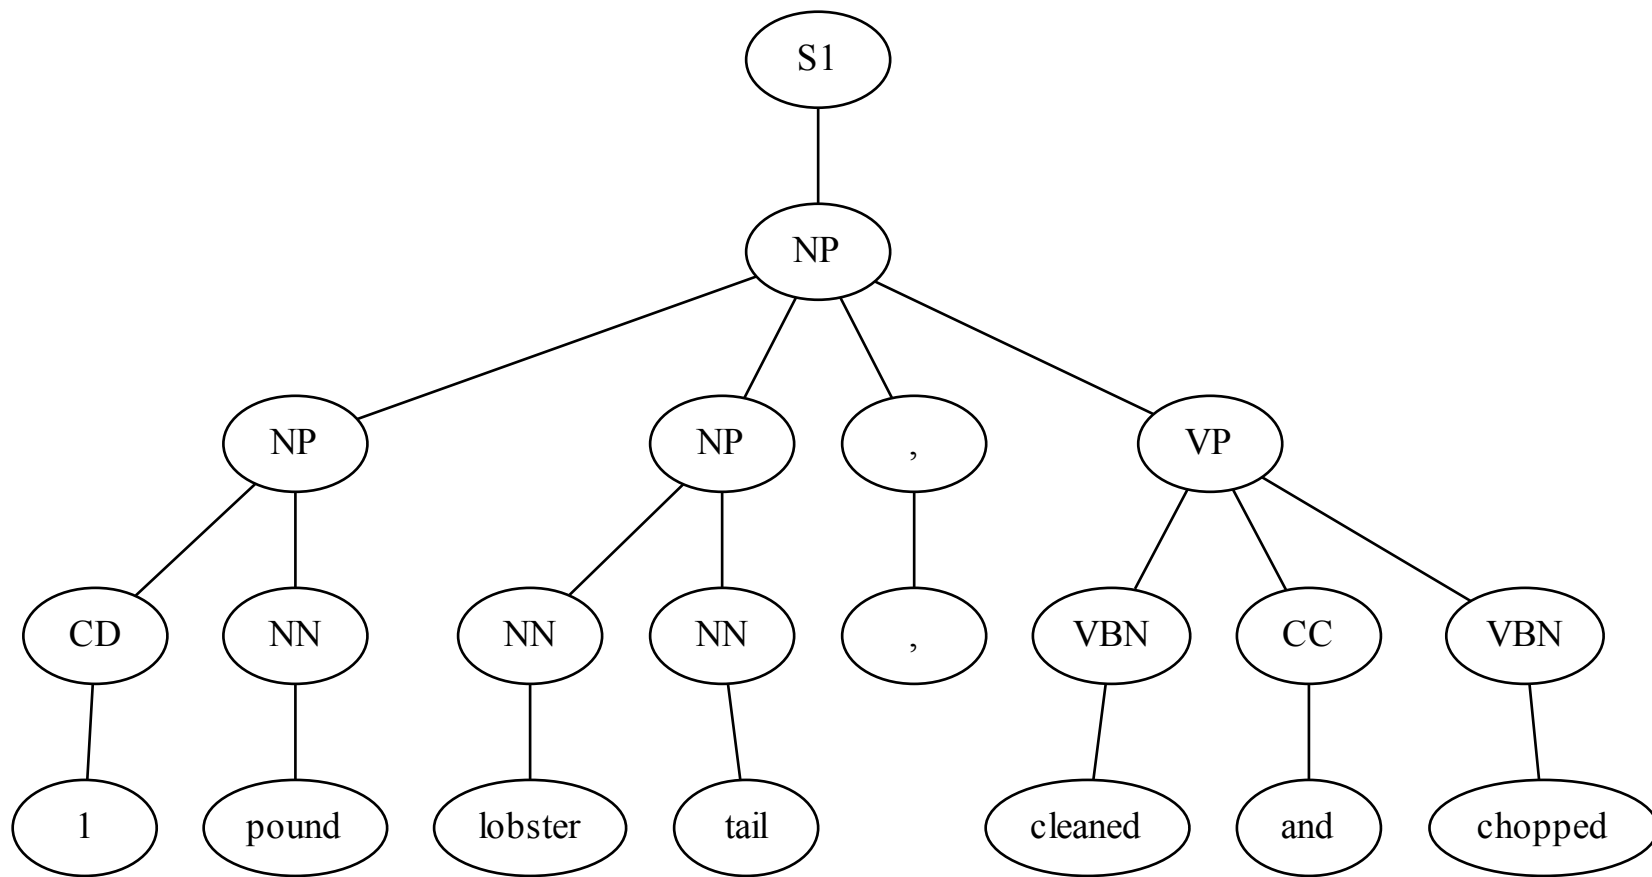 S1
NP
NP NP , VP
CD NN NN NN , VBN CC VBN
1 pound lobster tail cleaned and chopped